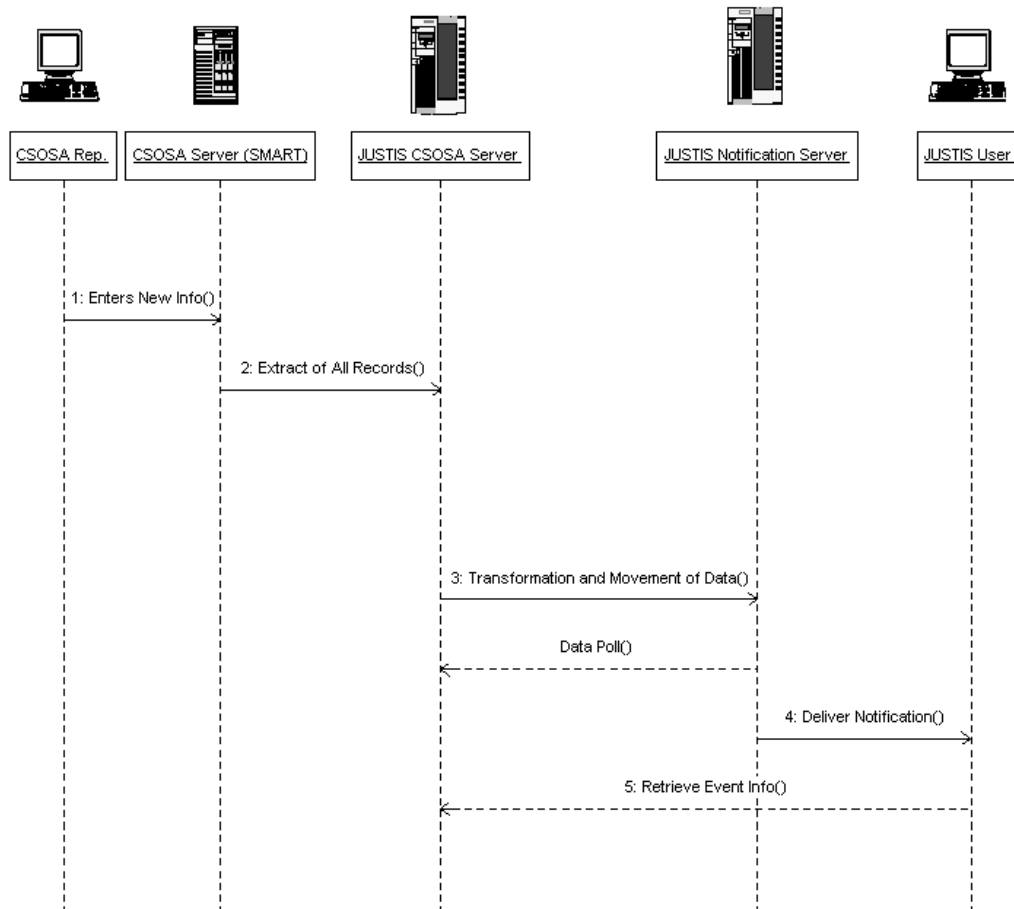 CSOSA Rep.
CSOSA Server (SMART)
JUSTIS CSOSA Server
JUSTIS Notification Server
JUSTIS User
1: Enters New Info()
2: Extract of All Records()
3: Transformation and Movement of Data()
Data Poll()
4: Deliver Notification()
5: Retrieve Event Info()